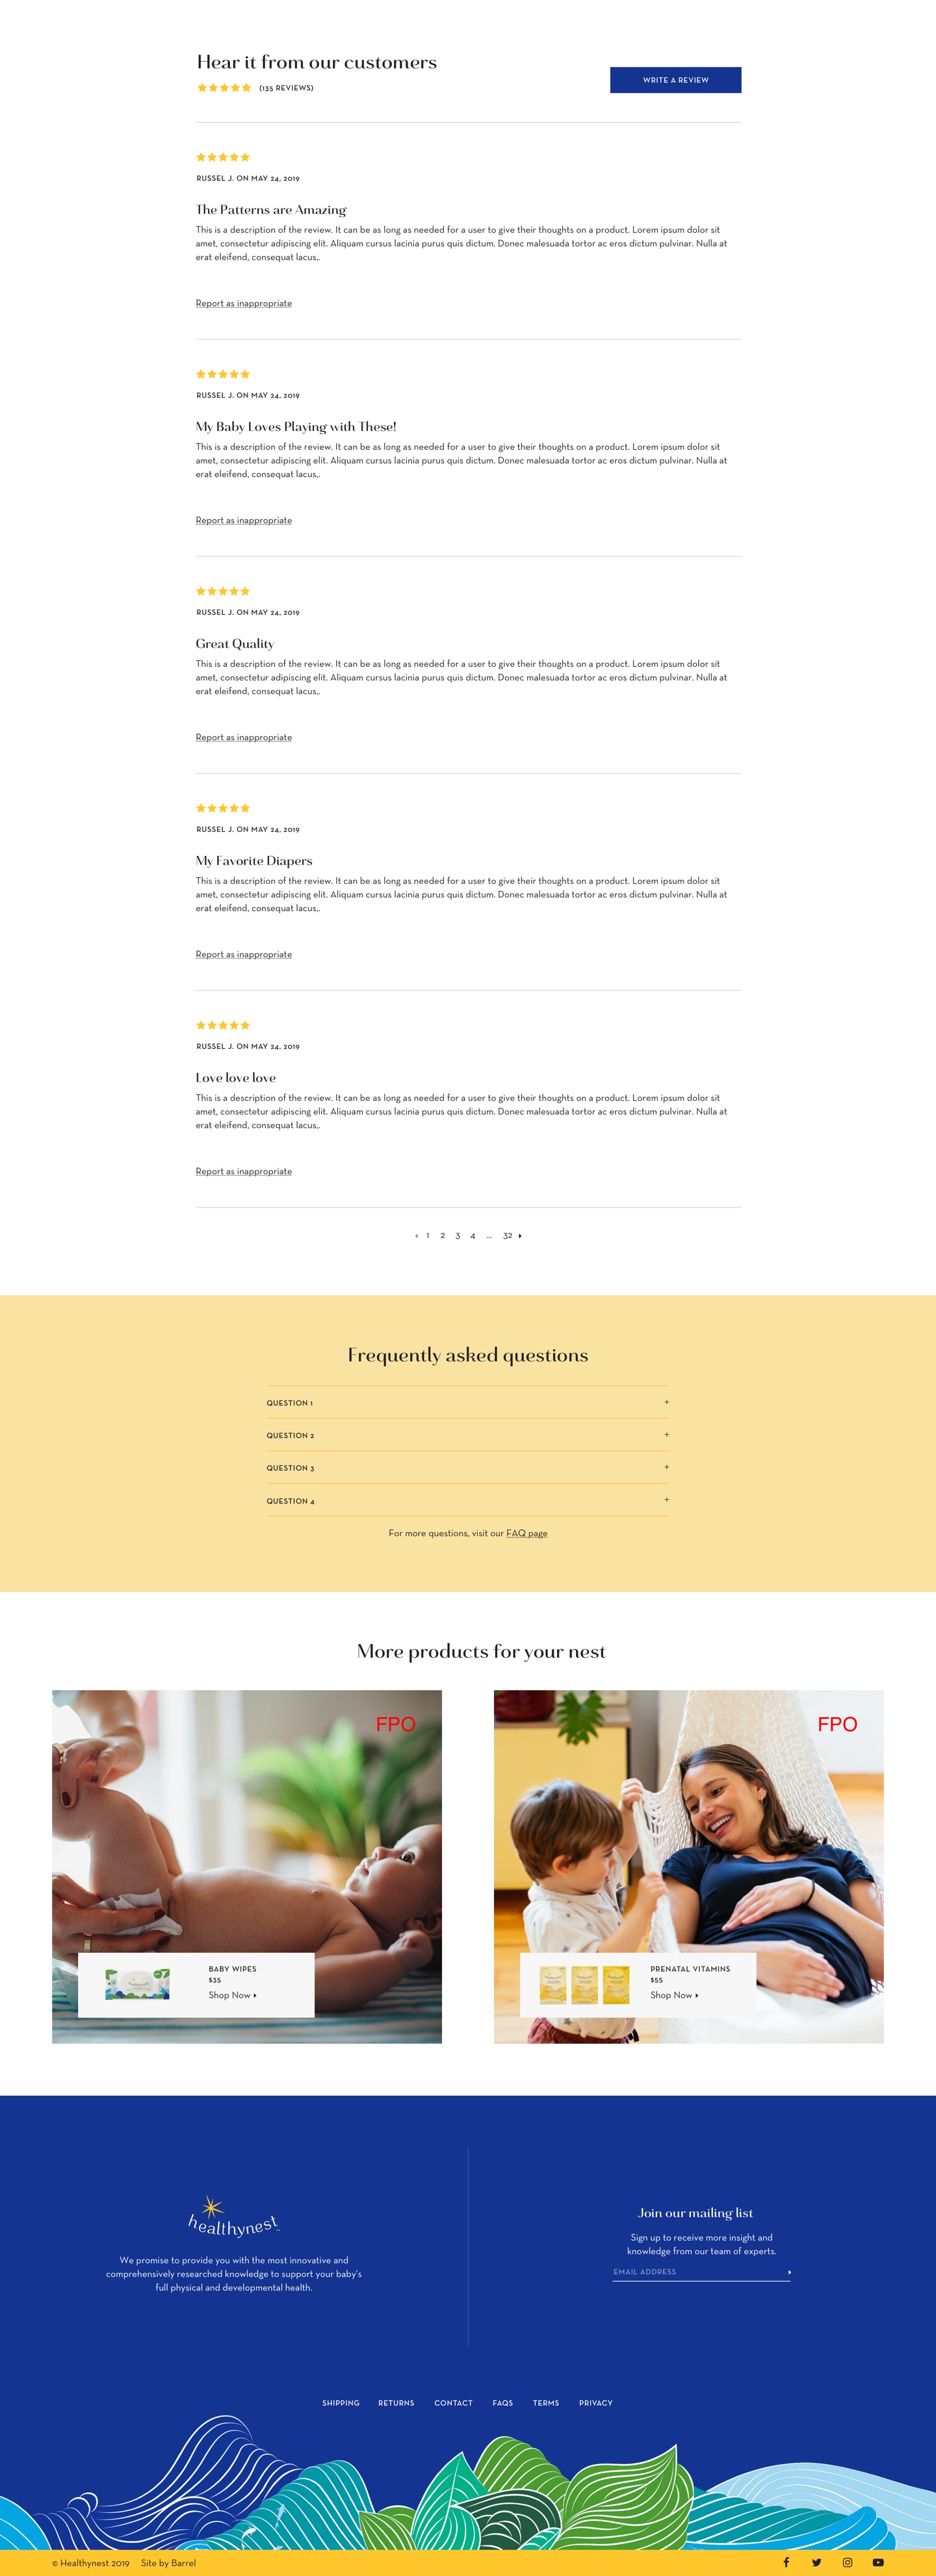 Hear it from our customers
(135 REVIEWS)
WRITE A REVIEW
RUSSEL J. ON MAY 24, 2019
The Patterns are Amazing
This is a description of the review. It can be as long as needed for a user to give their thoughts on a product. Lorem ipsum dolor sit
amet, consectetur adipiscing elit. Aliquam cursus lacinia purus quis dictum. Donec malesuada tortor ac eros dictum pulvinar. Nulla at
erat eleifend, consequat lacus,.
Report as inappropriate
RUSSEL J. ON MAY 24, 2019
My Baby Loves Playing with These!
This is a description of the review. It can be as long as needed for a user to give their thoughts on a product. Lorem ipsum dolor sit
amet, consectetur adipiscing elit. Aliquam cursus lacinia purus quis dictum. Donec malesuada tortor ac eros dictum pulvinar. Nulla at
erat eleifend, consequat lacus,.
Report as inappropriate
RUSSEL J. ON MAY 24, 2019
Great Quality
This is a description of the review. It can be as long as needed for a user to give their thoughts on a product. Lorem ipsum dolor sit
amet, consectetur adipiscing elit. Aliquam cursus lacinia purus quis dictum. Donec malesuada tortor ac eros dictum pulvinar. Nulla at
erat eleifend, consequat lacus,.
Report as inappropriate
RUSSEL J. ON MAY 24, 2019
My Favorite Diapers
This is a description of the review. It can be as long as needed for a user to give their thoughts on a product. Lorem ipsum dolor sit
amet, consectetur adipiscing elit. Aliquam cursus lacinia purus quis dictum. Donec malesuada tortor ac eros dictum pulvinar. Nulla at
erat eleifend, consequat lacus,.
Report as inappropriate
RUSSEL J. ON MAY 24, 2019
Love love love
This is a description of the review. It can be as long as needed for a user to give their thoughts on a product. Lorem ipsum dolor sit
amet, consectetur adipiscing elit. Aliquam cursus lacinia purus quis dictum. Donec malesuada tortor ac eros dictum pulvinar. Nulla at
erat eleifend, consequat lacus,.
Report as inappropriate
1 2 3 4 ... 32
Frequently asked questions
QUESTION 1 +
QUESTION 2 +
QUESTION 3 +
QUESTION 4 +
For more questions, visit our FAQ page
More products for your nest
FPO
BABY WIPES
$35
Shop Now
FPO
PRENATAL VITAMINS
$55
Shop Now
healthynest
We promise to provide you with the most innovative and
comprehensively researched knowledge to support your baby's
full physical and developmental health.
Join our mailing list
Sign up to receive more insight and
knowledge from our team of experts.
EMAIL ADDRESS
SHIPPING RETURNS CONTACT FAQS TERMS PRIVACY
© Healthynest 2019 Site by Barrel